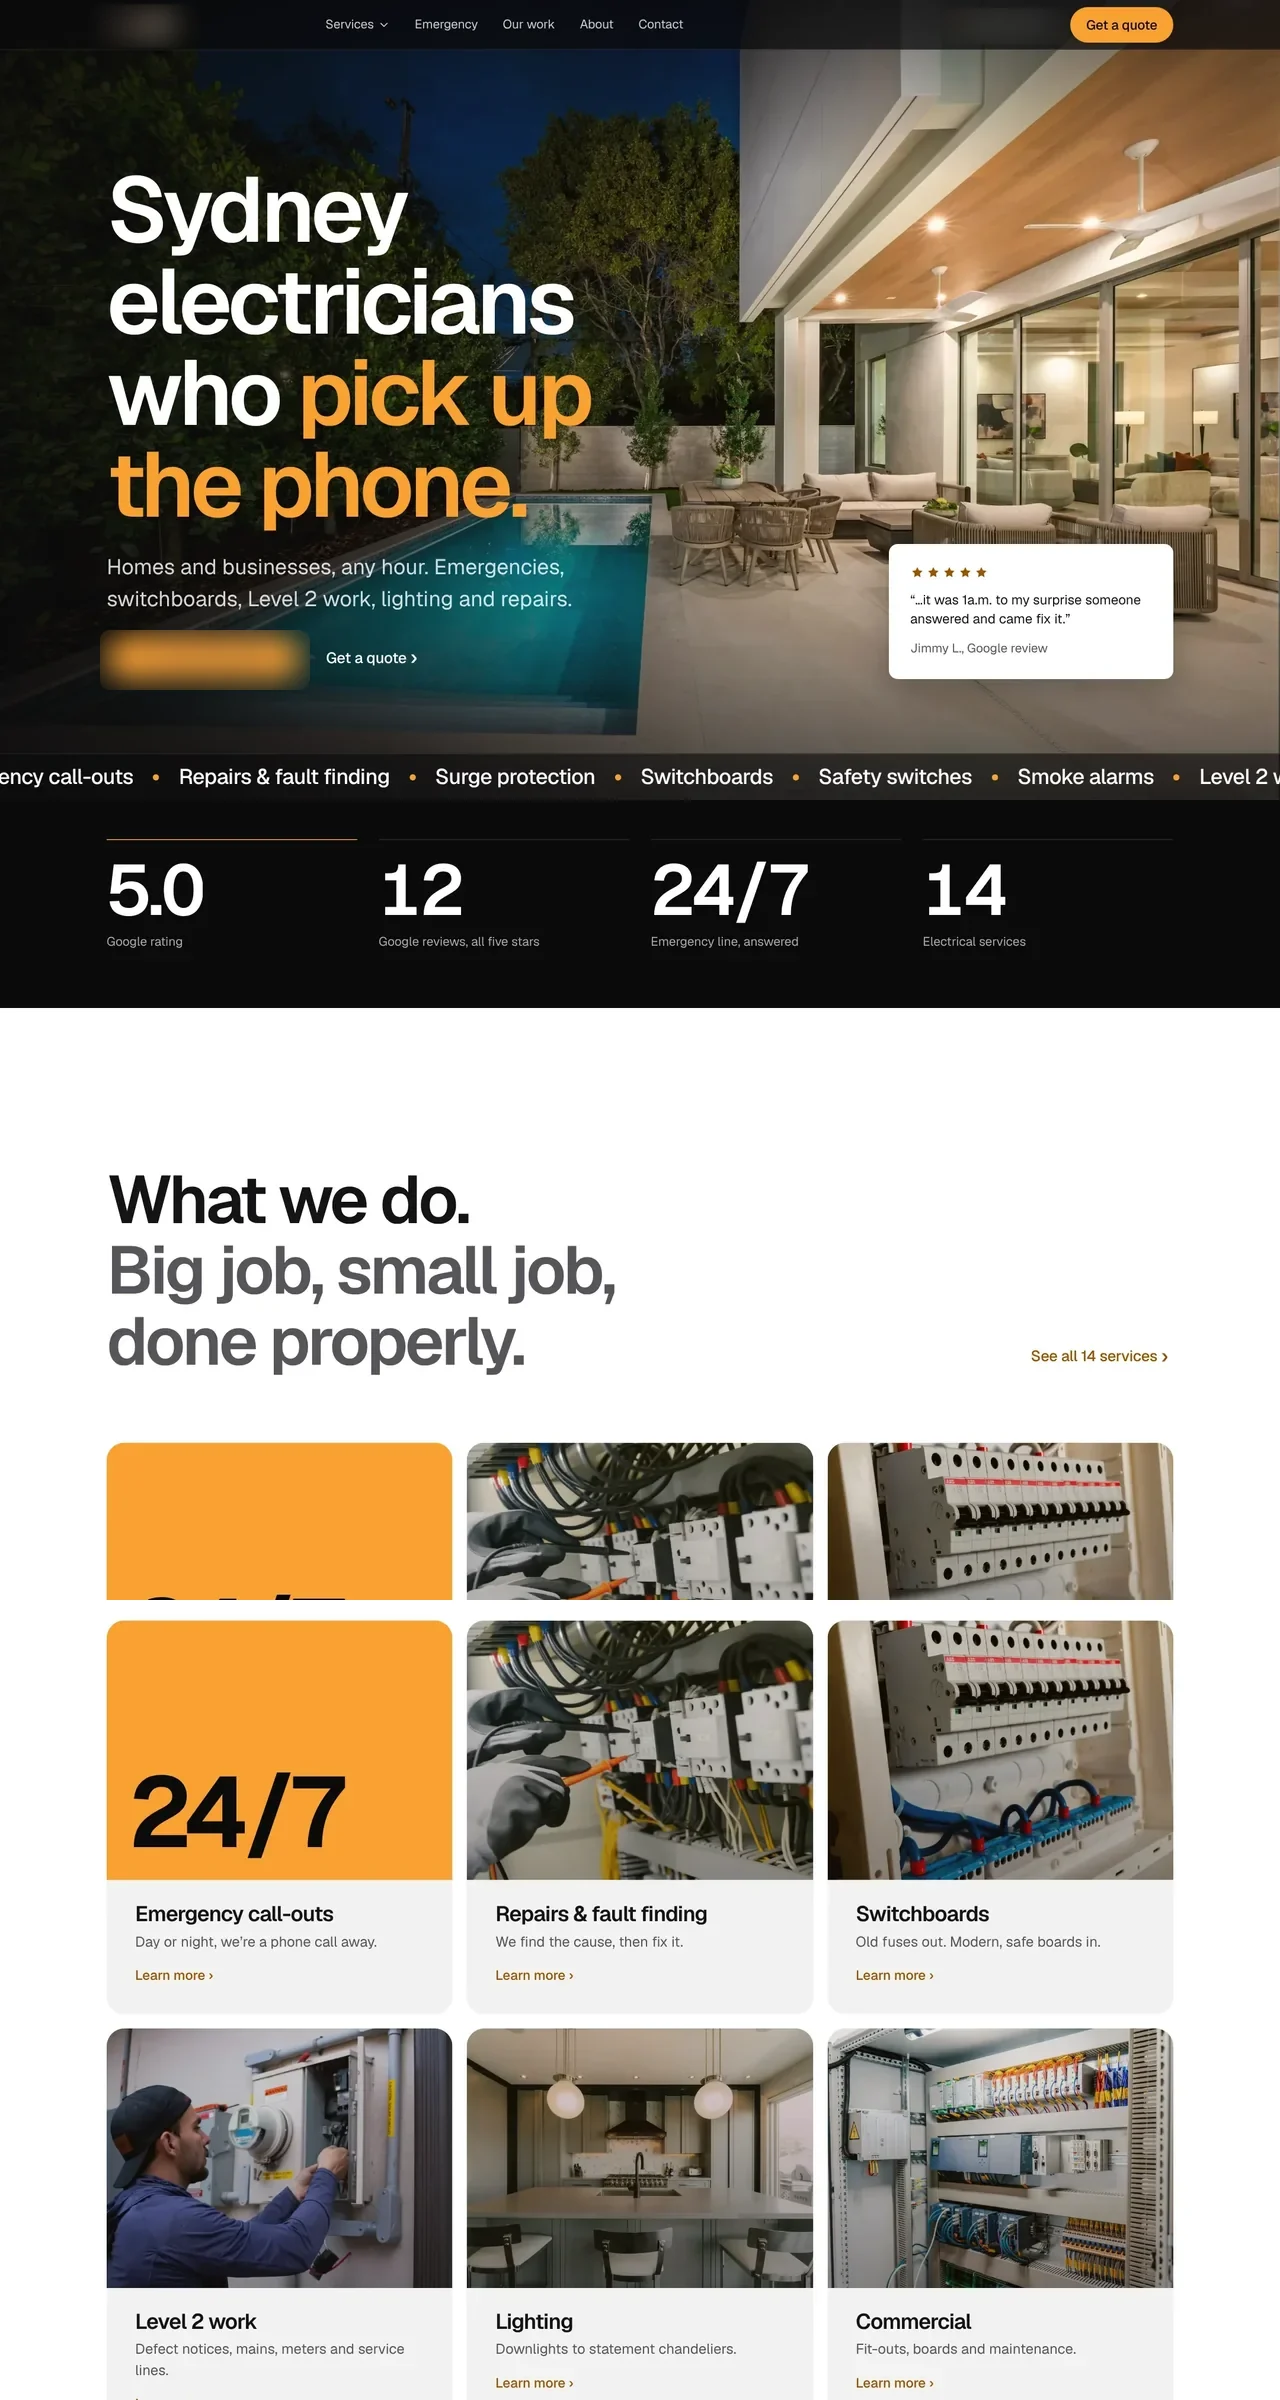 Services
Emergency
Our work
About
Contact
Get a quote
Sydney
electricians
who pick up
the phone.
Homes and businesses, any hour. Emergencies,
switchboards, Level 2 work, lighting and repairs.
Get a quote ›
“...it was 1a.m. to my surprise someone
answered and came fix it.”
Jimmy L., Google review
ency call-outs • Repairs & fault finding • Surge protection • Switchboards • Safety switches • Smoke alarms • Level 2 w
5.0
Google rating
12
Google reviews, all five stars
24/7
Emergency line, answered
14
Electrical services
What we do.
Big job, small job,
done properly.
See all 14 services ›
24/7
Emergency call-outs
Day or night, we’re a phone call away.
Learn more ›
Repairs & fault finding
We find the cause, then fix it.
Learn more ›
Switchboards
Old fuses out. Modern, safe boards in.
Learn more ›
Level 2 work
Defect notices, mains, meters and service
lines.
Lighting
Downlights to statement chandeliers.
Learn more ›
Commercial
Fit-outs, boards and maintenance.
Learn more ›